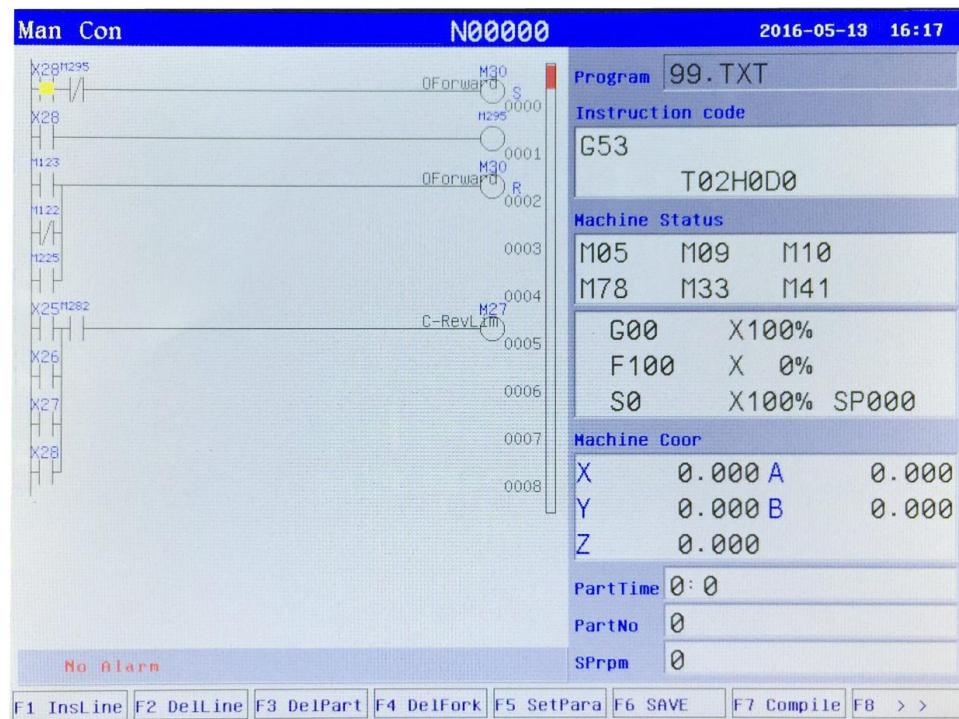 Man Con N00000 2016-05-13 16:17
X28 M295 OForward M30 S 0000
X28 M295 0001
M123 OForward M30 R 0002
M122 0003
M225 0004
X25 M282 C-RevLim M27 0005
X26 0006
X27 0007
X28 0008
No Alarm
Program 99.TXT
Instruction code
G53
T02H0D0
Machine Status
M05 M09 M10
M78 M33 M41
G00 X100%
F100 X 0%
S0 X100% SP000
Machine Coor
X 0.000 A 0.000
Y 0.000 B 0.000
Z 0.000
PartTime 0: 0
PartNo 0
SPrpm 0
F1 InsLine F2 DelLine F3 DelPart F4 DelFork F5 SetPara F6 SAVE F7 Compile F8 > >